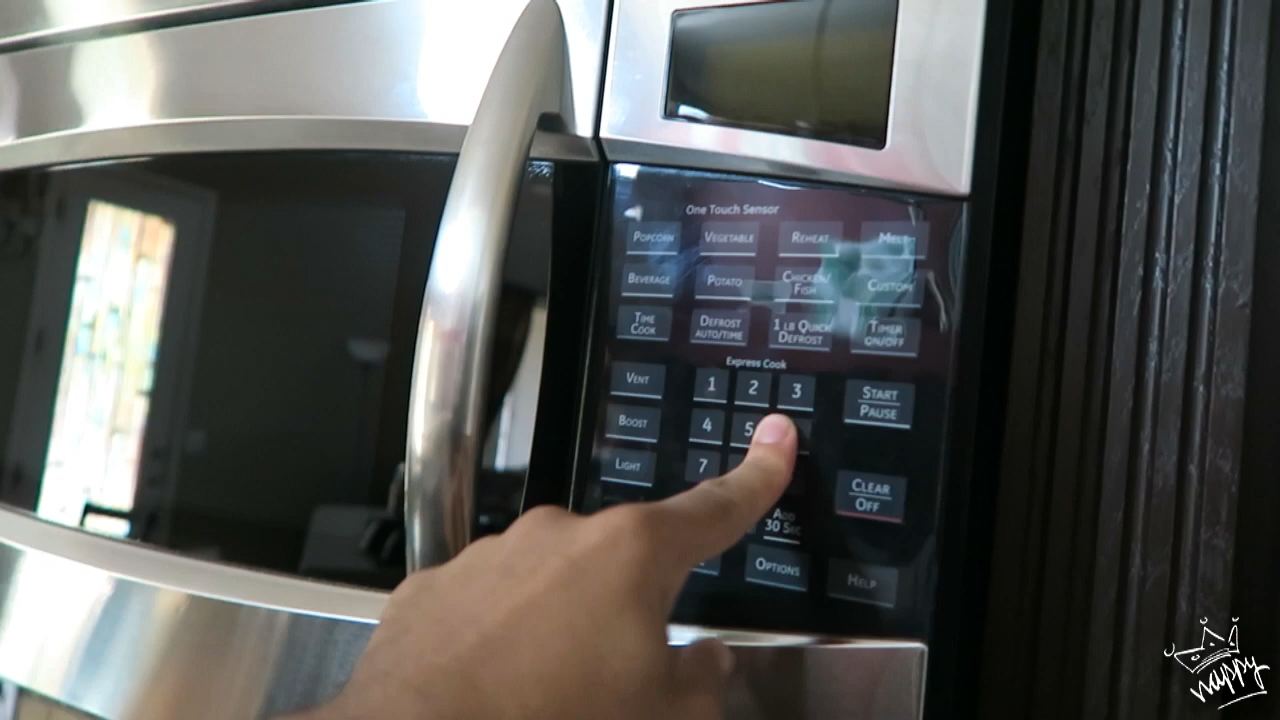 One Touch Sensor
POPCORN VEGETABLE REHEAT MELT
BEVERAGE POTATO CHICKEN/ FISH CUSTOM
TIME COOK DEFROST AUTO/TIME 1 LB QUICK DEFROST TIMER ON/OFF
Express Cook
VENT 1 2 3 START PAUSE
BOOST 4 5
LIGHT 7 CLEAR OFF
ADD 30 SEC
OPTIONS HELP
nappy